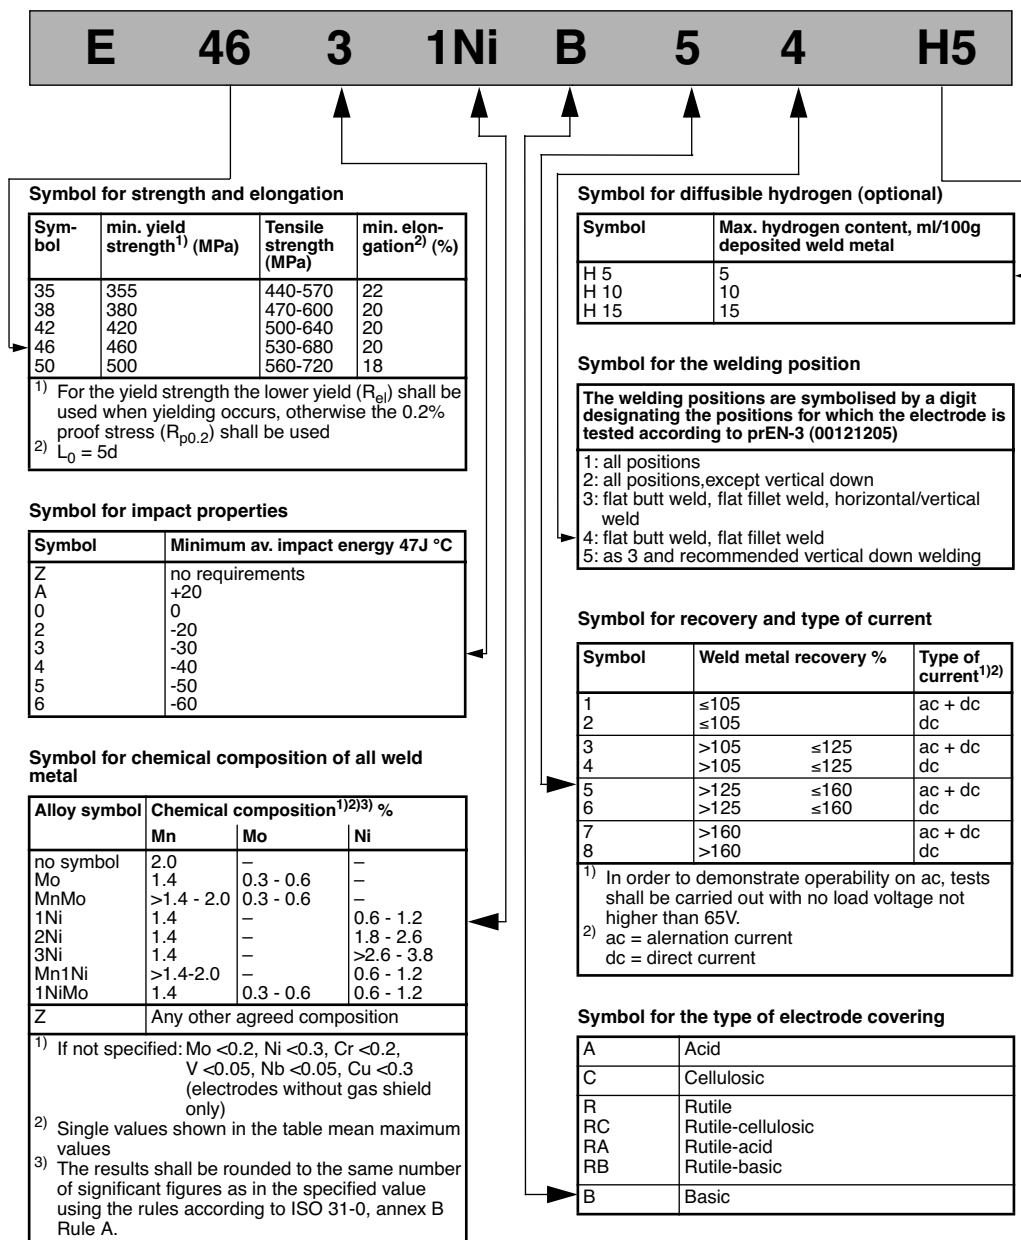 E 46 3 1Ni B 5 4 H5
Symbol for strength and elongation
Sym-bol min. yield strength1) (MPa) Tensile strength (MPa) min. elon-gation2) (%)
35 355 440-570 22
38 380 470-600 20
42 420 500-640 20
46 460 530-680 20
50 500 560-720 18
1) For the yield strength the lower yield (Rel) shall be
used when yielding occurs, otherwise the 0.2%
proof stress (Rp0.2) shall be used
2) L0 = 5d
Symbol for impact properties
Symbol Minimum av. impact energy 47J °C
Z no requirements
A +20
0 0
2 -20
3 -30
4 -40
5 -50
6 -60
Symbol for chemical composition of all weld
metal
Alloy symbol Chemical composition1)2)3) %
Mn Mo Ni
no symbol 2.0 – –
Mo 1.4 0.3 - 0.6 –
MnMo >1.4 - 2.0 0.3 - 0.6 –
1Ni 1.4 – 0.6 - 1.2
2Ni 1.4 – 1.8 - 2.6
3Ni 1.4 – >2.6 - 3.8
Mn1Ni >1.4-2.0 – 0.6 - 1.2
1NiMo 1.4 0.3 - 0.6 0.6 - 1.2
Z Any other agreed composition
1) If not specified: Mo <0.2, Ni <0.3, Cr <0.2,
V <0.05, Nb <0.05, Cu <0.3
(electrodes without gas shield
only)
2) Single values shown in the table mean maximum
values
3) The results shall be rounded to the same number
of significant figures as in the specified value
using the rules according to ISO 31-0, annex B
Rule A.
Symbol for diffusible hydrogen (optional)
Symbol Max. hydrogen content, ml/100g
deposited weld metal
H 5 5
H 10 10
H 15 15
Symbol for the welding position
The welding positions are symbolised by a digit
designating the positions for which the electrode is
tested according to prEN-3 (00121205)
1: all positions
2: all positions,except vertical down
3: flat butt weld, flat fillet weld, horizontal/vertical
weld
4: flat butt weld, flat fillet weld
5: as 3 and recommended vertical down welding
Symbol for recovery and type of current
Symbol Weld metal recovery % Type of
current1)2)
1 ≤105 ac + dc
2 ≤105 dc
3 >105 ≤125 ac + dc
4 >105 ≤125 dc
5 >125 ≤160 ac + dc
6 >125 ≤160 dc
7 >160 ac + dc
8 >160 dc
1) In order to demonstrate operability on ac, tests
shall be carried out with no load voltage not
higher than 65V.
2) ac = alernation current
dc = direct current
Symbol for the type of electrode covering
A Acid
C Cellulosic
R Rutile
RC Rutile-cellulosic
RA Rutile-acid
RB Rutile-basic
B Basic